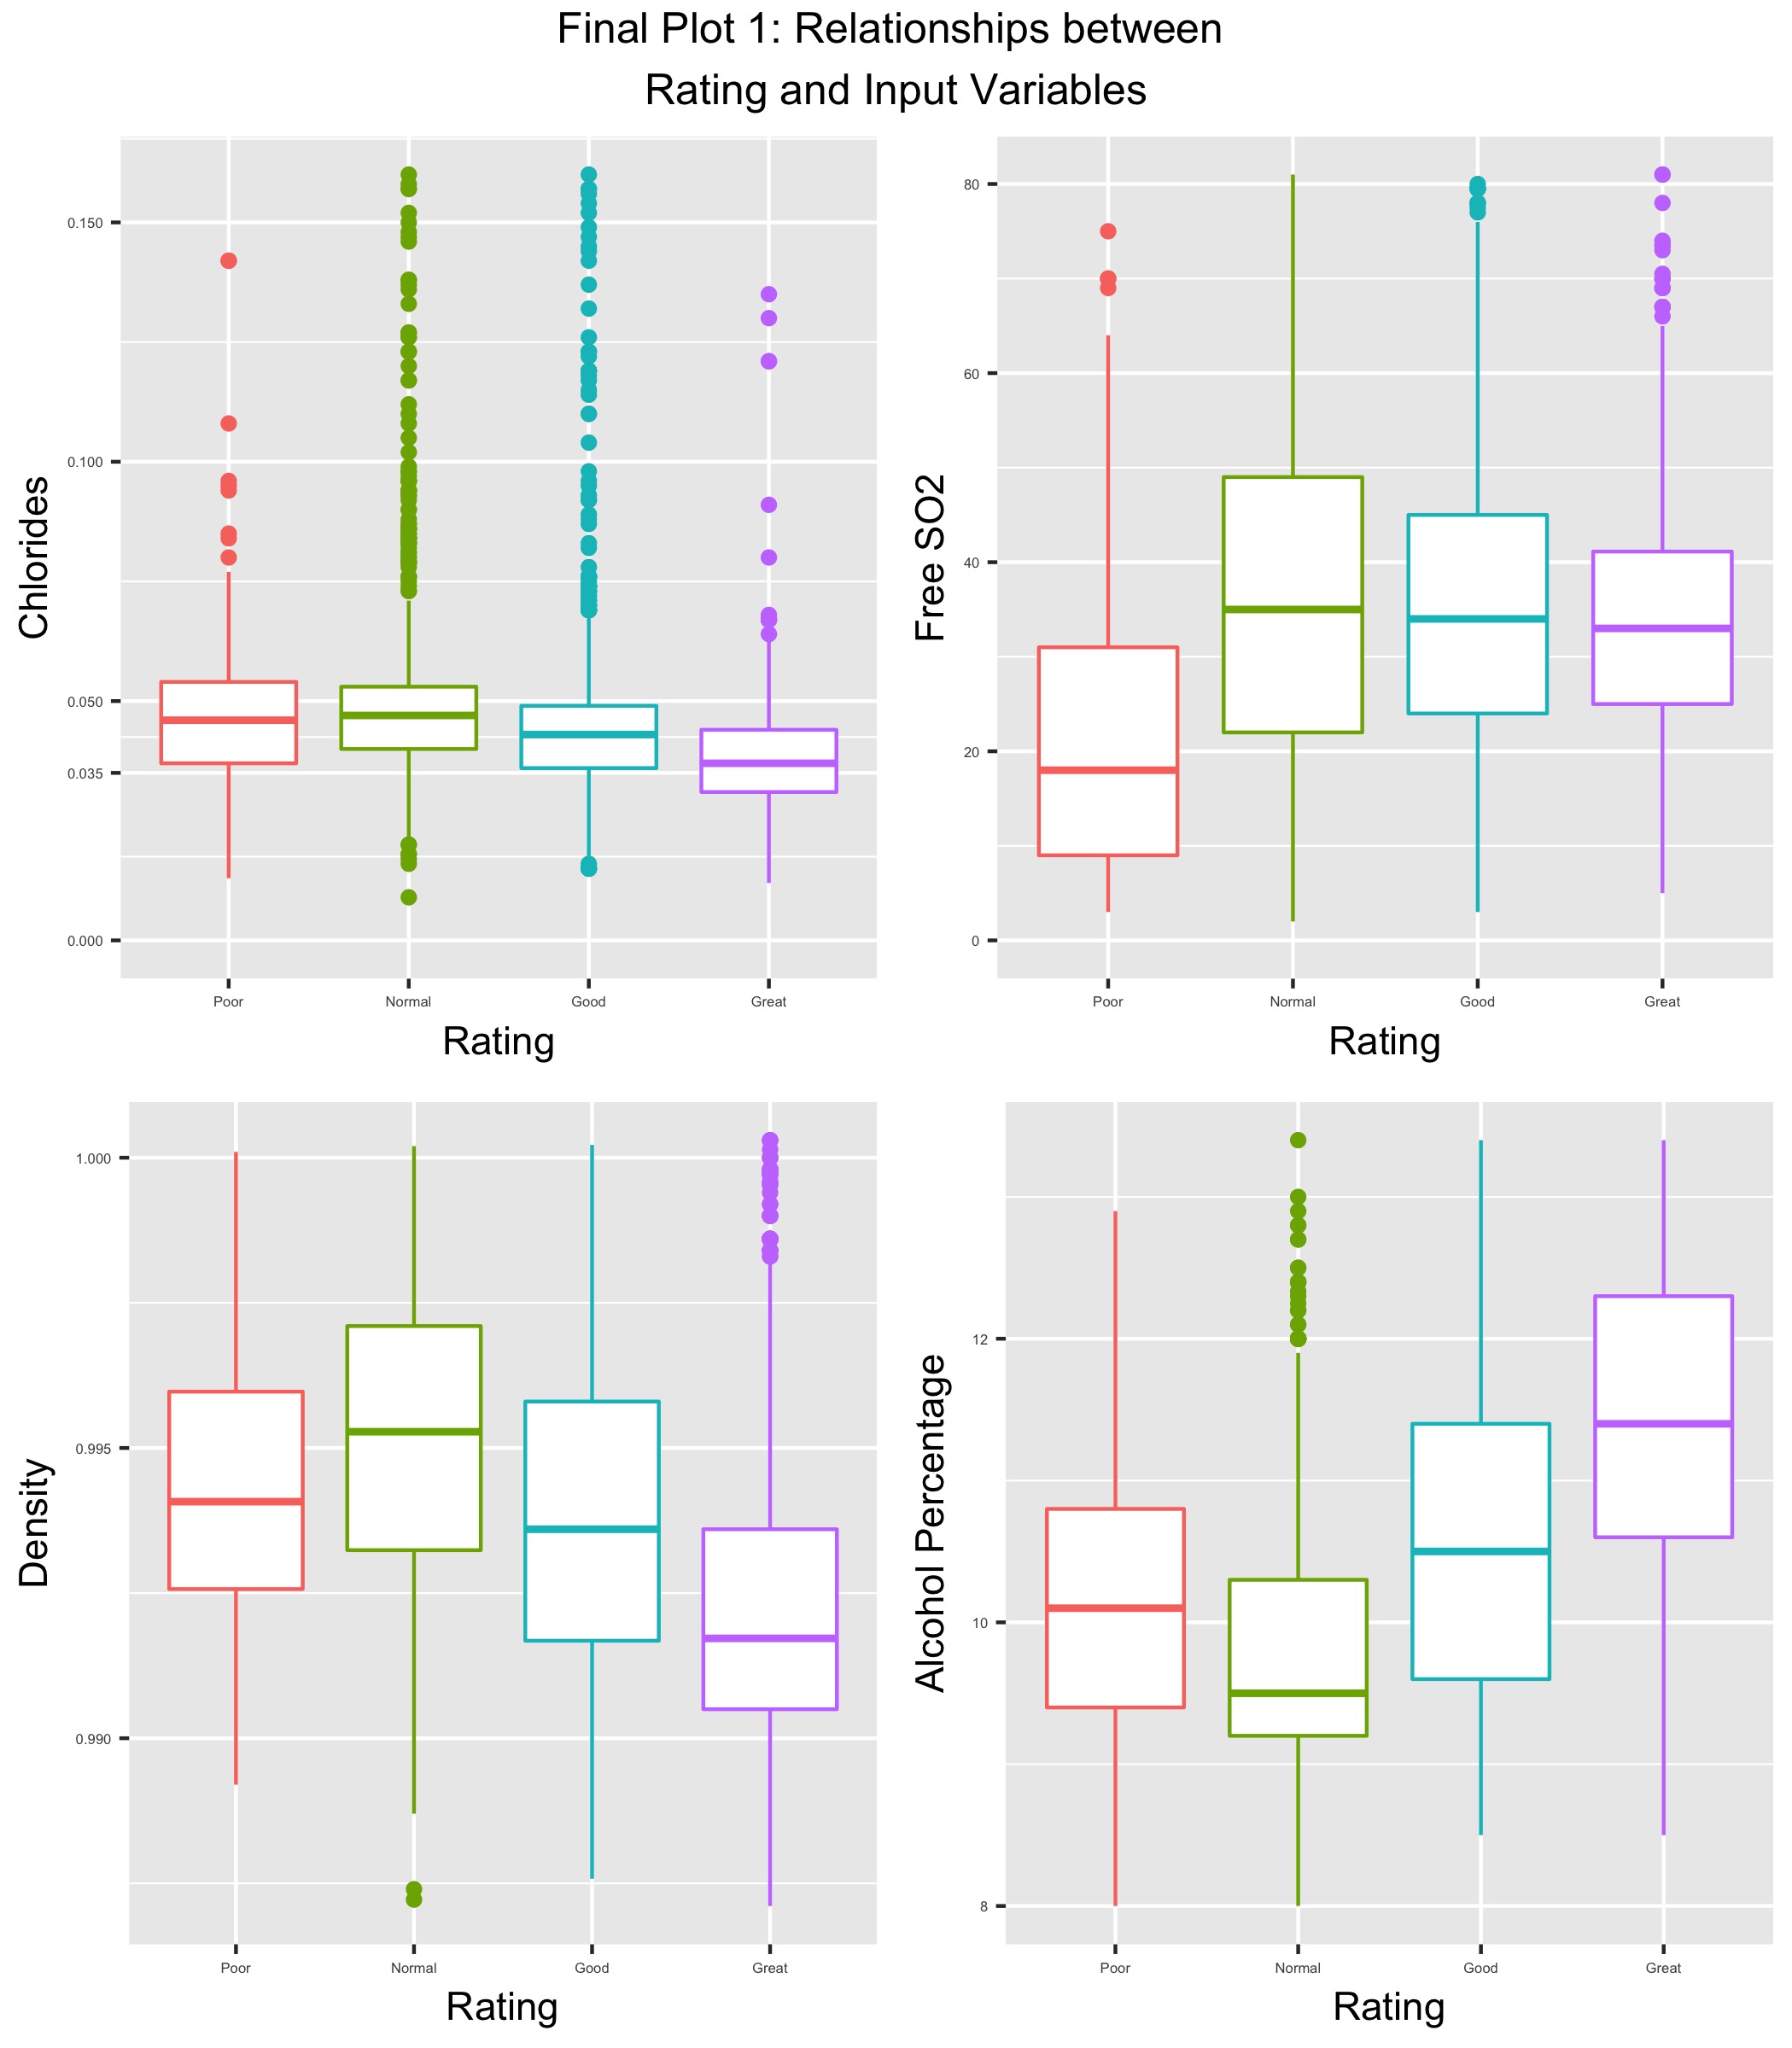 Final Plot 1: Relationships between
Rating and Input Variables
Chlorides
0.150
0.100
0.050
0.035
0.000
Poor Normal Good Great
Rating
Free SO2
80
60
40
20
0
Poor Normal Good Great
Rating
Density
1.000
0.995
0.990
Poor Normal Good Great
Rating
Alcohol Percentage
12
10
8
Poor Normal Good Great
Rating